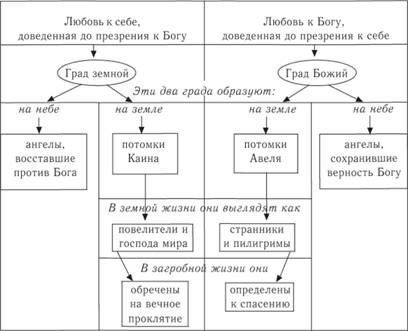 Любовь к себе,
доведенная до презрения к Богу
Любовь к Богу,
доведенная до презрения к себе
Град земной
Град Божий
Эти два града образуют:
на небе
на земле
на земле
на небе
ангелы,
восставшие
против Бога
потомки
Каина
потомки
Авеля
ангелы,
сохранившие
верность Богу
В земной жизни они выглядят как
повелители и
господа мира
странники
и пилигримы
В загробной жизни они
обречены
на вечное
проклятие
определены
к спасению